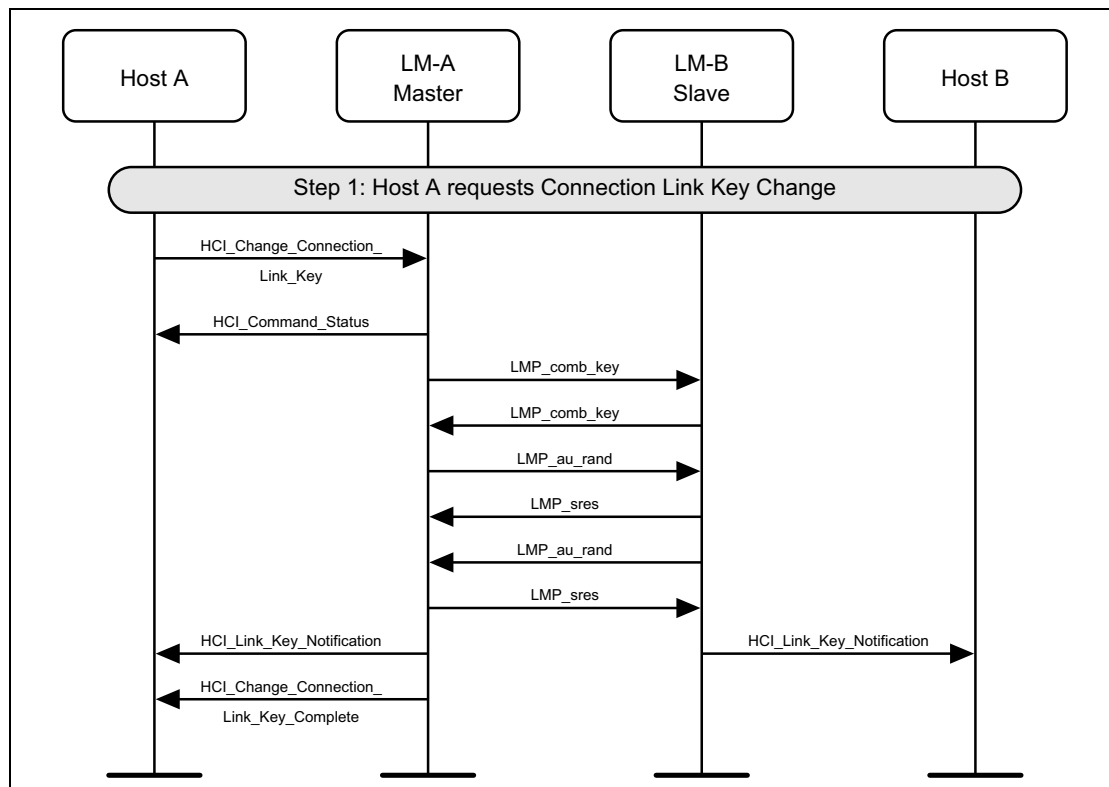 Host A
LM-A
Master
LM-B
Slave
Host B
Step 1: Host A requests Connection Link Key Change
HCI_Change_Connection_
Link_Key
HCI_Command_Status
LMP_comb_key
LMP_comb_key
LMP_au_rand
LMP_sres
LMP_au_rand
LMP_sres
HCI_Link_Key_Notification
HCI_Link_Key_Notification
HCI_Change_Connection_
Link_Key_Complete